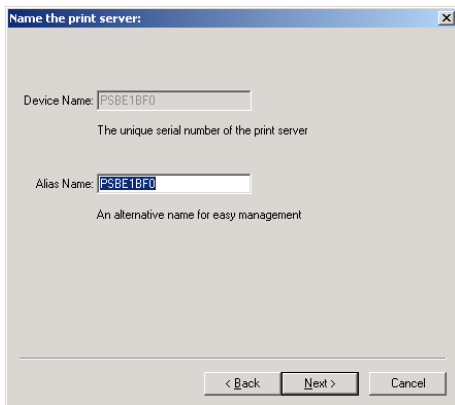 Name the print server:
Device Name: PSBE1BF0
The unique serial number of the print server
Alias Name: PSBE1BF0
An alternative name for easy management
< Back Next > Cancel